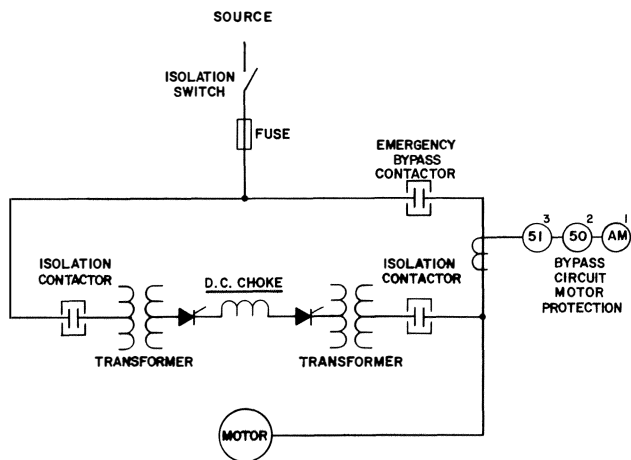 SOURCE
ISOLATION
SWITCH
FUSE
EMERGENCY
BYPASS
CONTACTOR
3
2
1
51
50
AM
BYPASS
CIRCUIT
MOTOR
PROTECTION
ISOLATION
CONTACTOR
D.C. CHOKE
ISOLATION
CONTACTOR
TRANSFORMER
TRANSFORMER
MOTOR